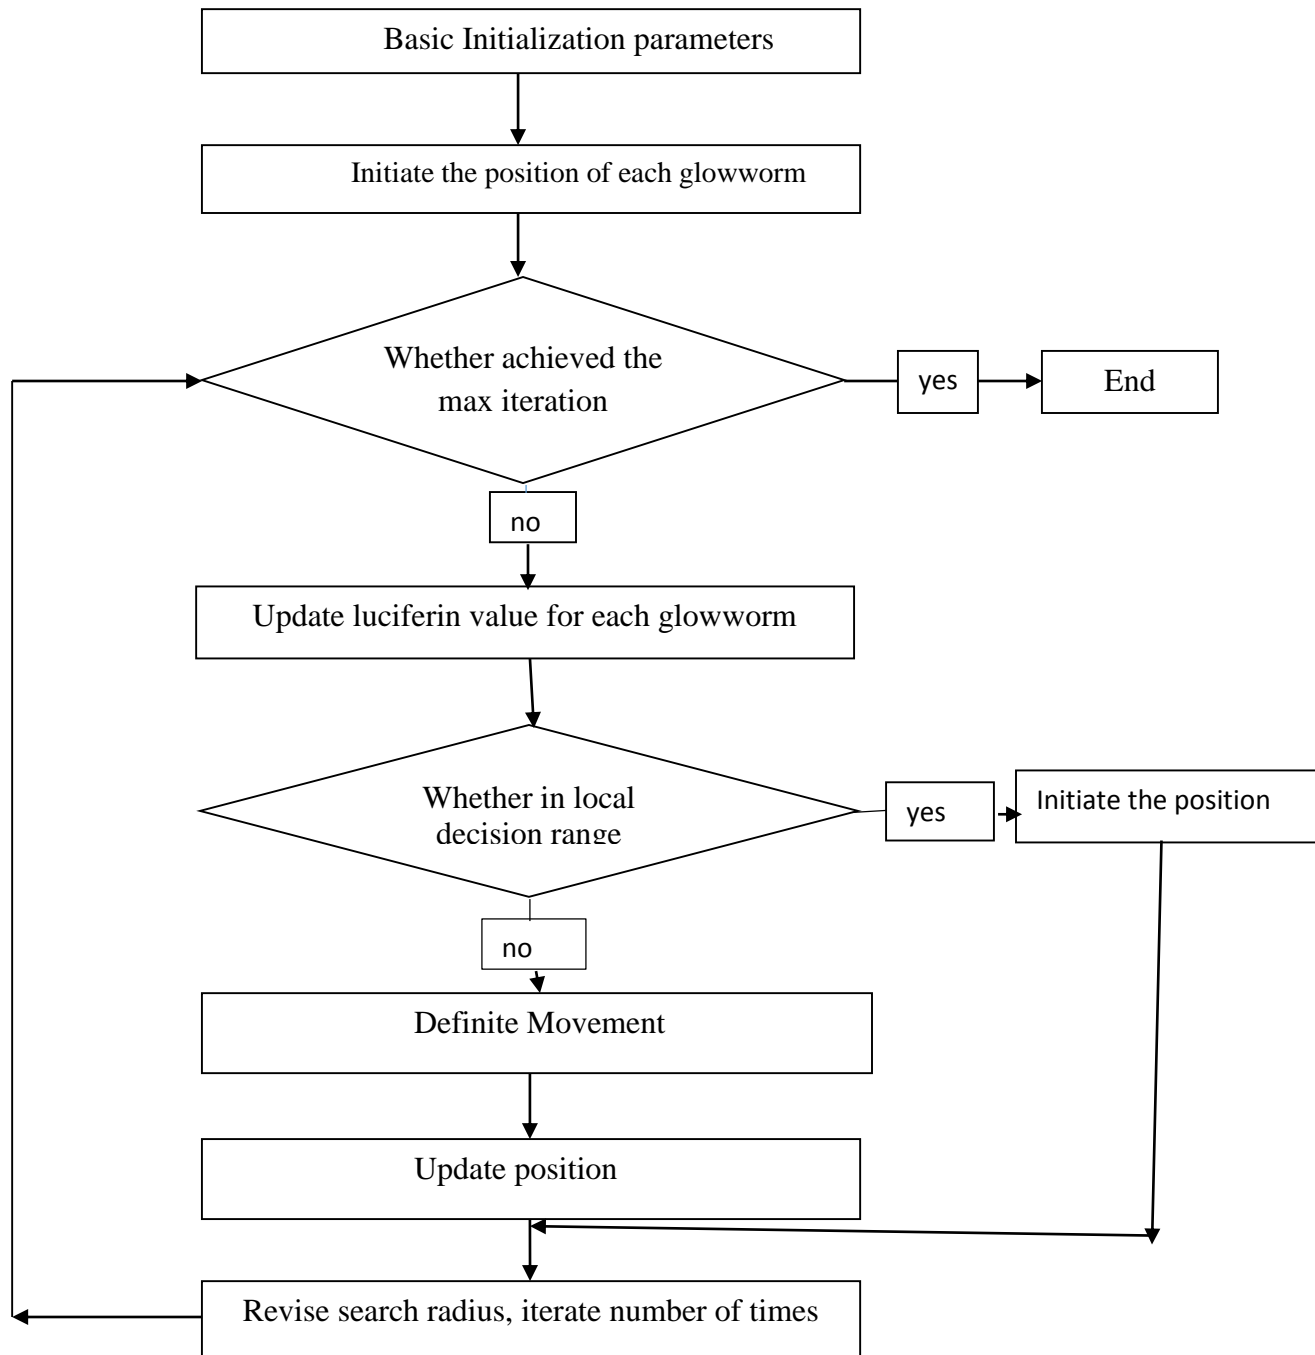 Basic Initialization parameters
Initiate the position of each glowworm
Whether achieved the
max iteration
yes
End
no
Update luciferin value for each glowworm
Whether in local
decision range
yes
Initiate the position
no
Definite Movement
Update position
Revise search radius, iterate number of times